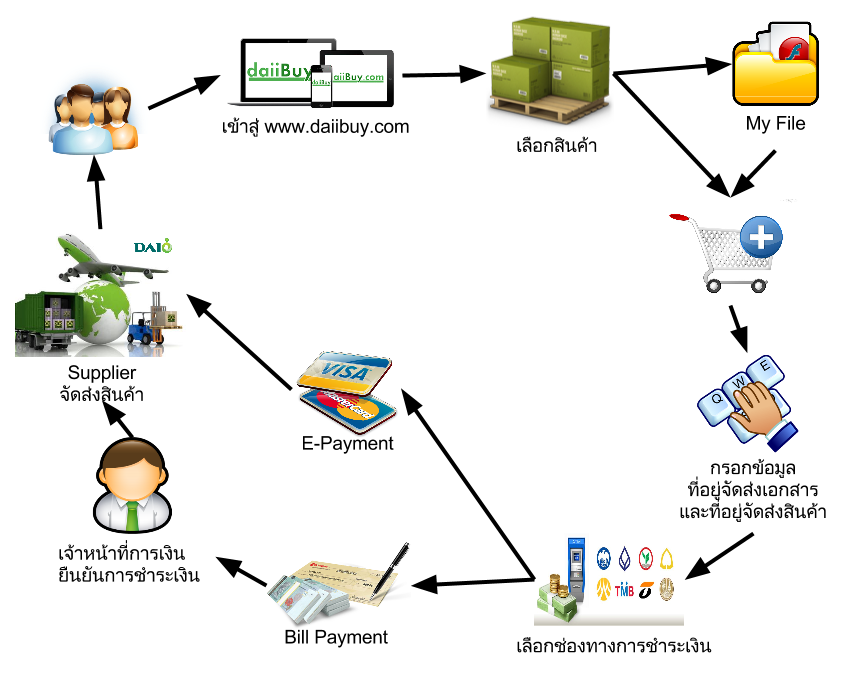 daiiBuy
daiiBuy.com
daiiBuy
เข้าสู่ www.daiibuy.com
เลือกสินค้า
My File
DAII
Supplier
จัดส่งสินค้า
VISA
MasterCard
E-Payment
Q W E
กรอกข้อมูล
ที่อยู่จัดส่งเอกสาร
และที่อยู่จัดส่งสินค้า
เจ้าหน้าที่การเงิน
ยืนยันการชำระเงิน
Bill Payment
TMB
เลือกช่องทางการชำระเงิน